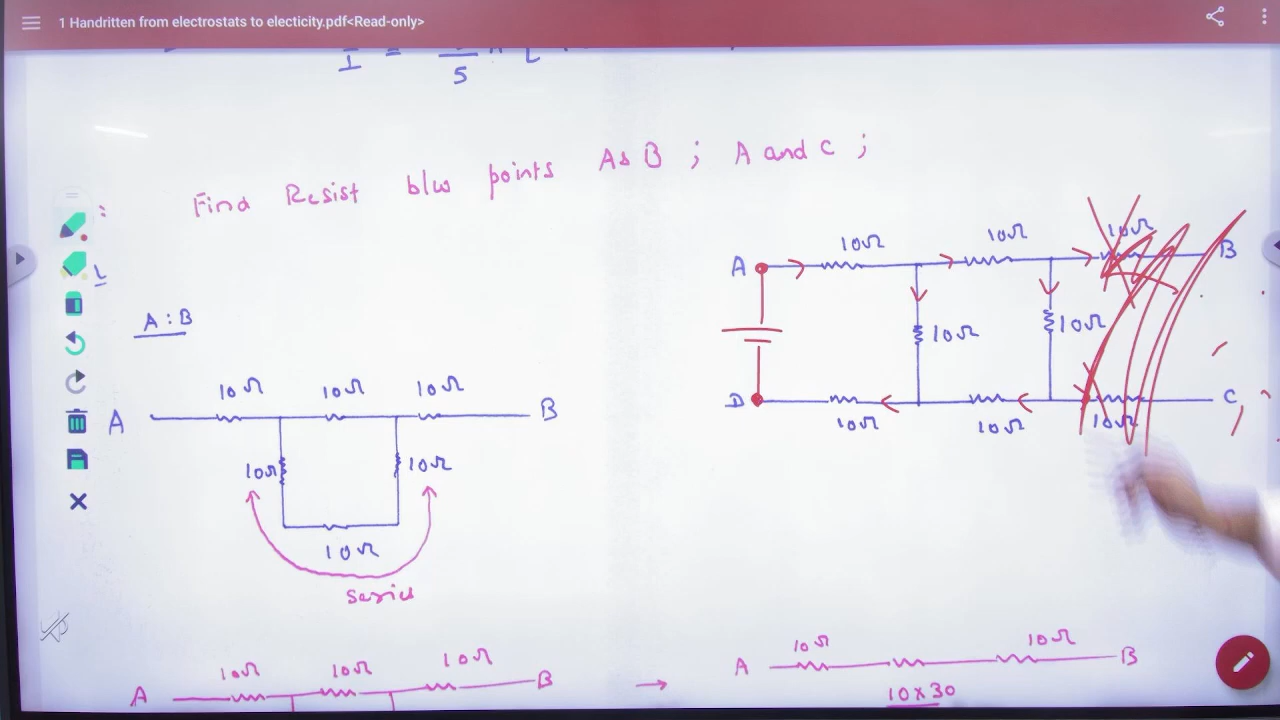 1 Handritten from electrostats to electicity.pdf<Read-only>
I = 5
Find Resist b/w points A&B ; A and C ;
A : B
10Ω 10Ω 10Ω
A B
10Ω 10Ω
10Ω
series
10Ω 10Ω 10Ω
A B
10Ω 10Ω
D C
10Ω 10Ω 10Ω
10Ω 10Ω 10Ω
A B
→
10Ω 10Ω
A B
10×30